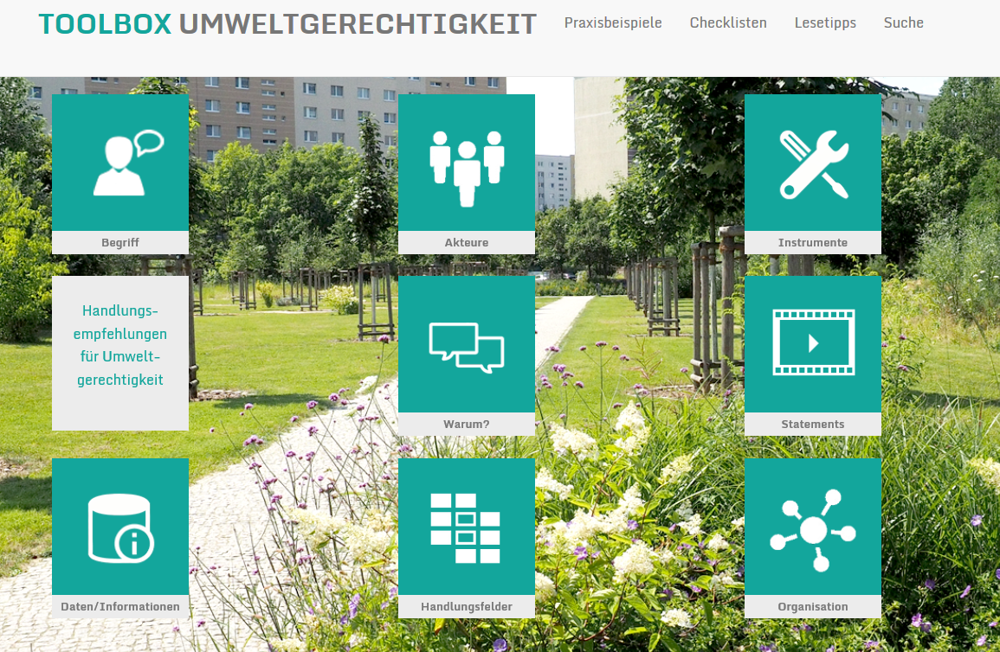 TOOLBOX UMWELTGERECHTIGKEIT
Praxisbeispiele Checklisten Lesetipps Suche
Begriff
Akteure
Instrumente
Handlungs-
empfehlungen
für Umwelt-
gerechtigkeit
Warum?
Statements
Daten/Informationen
Handlungsfelder
Organisation